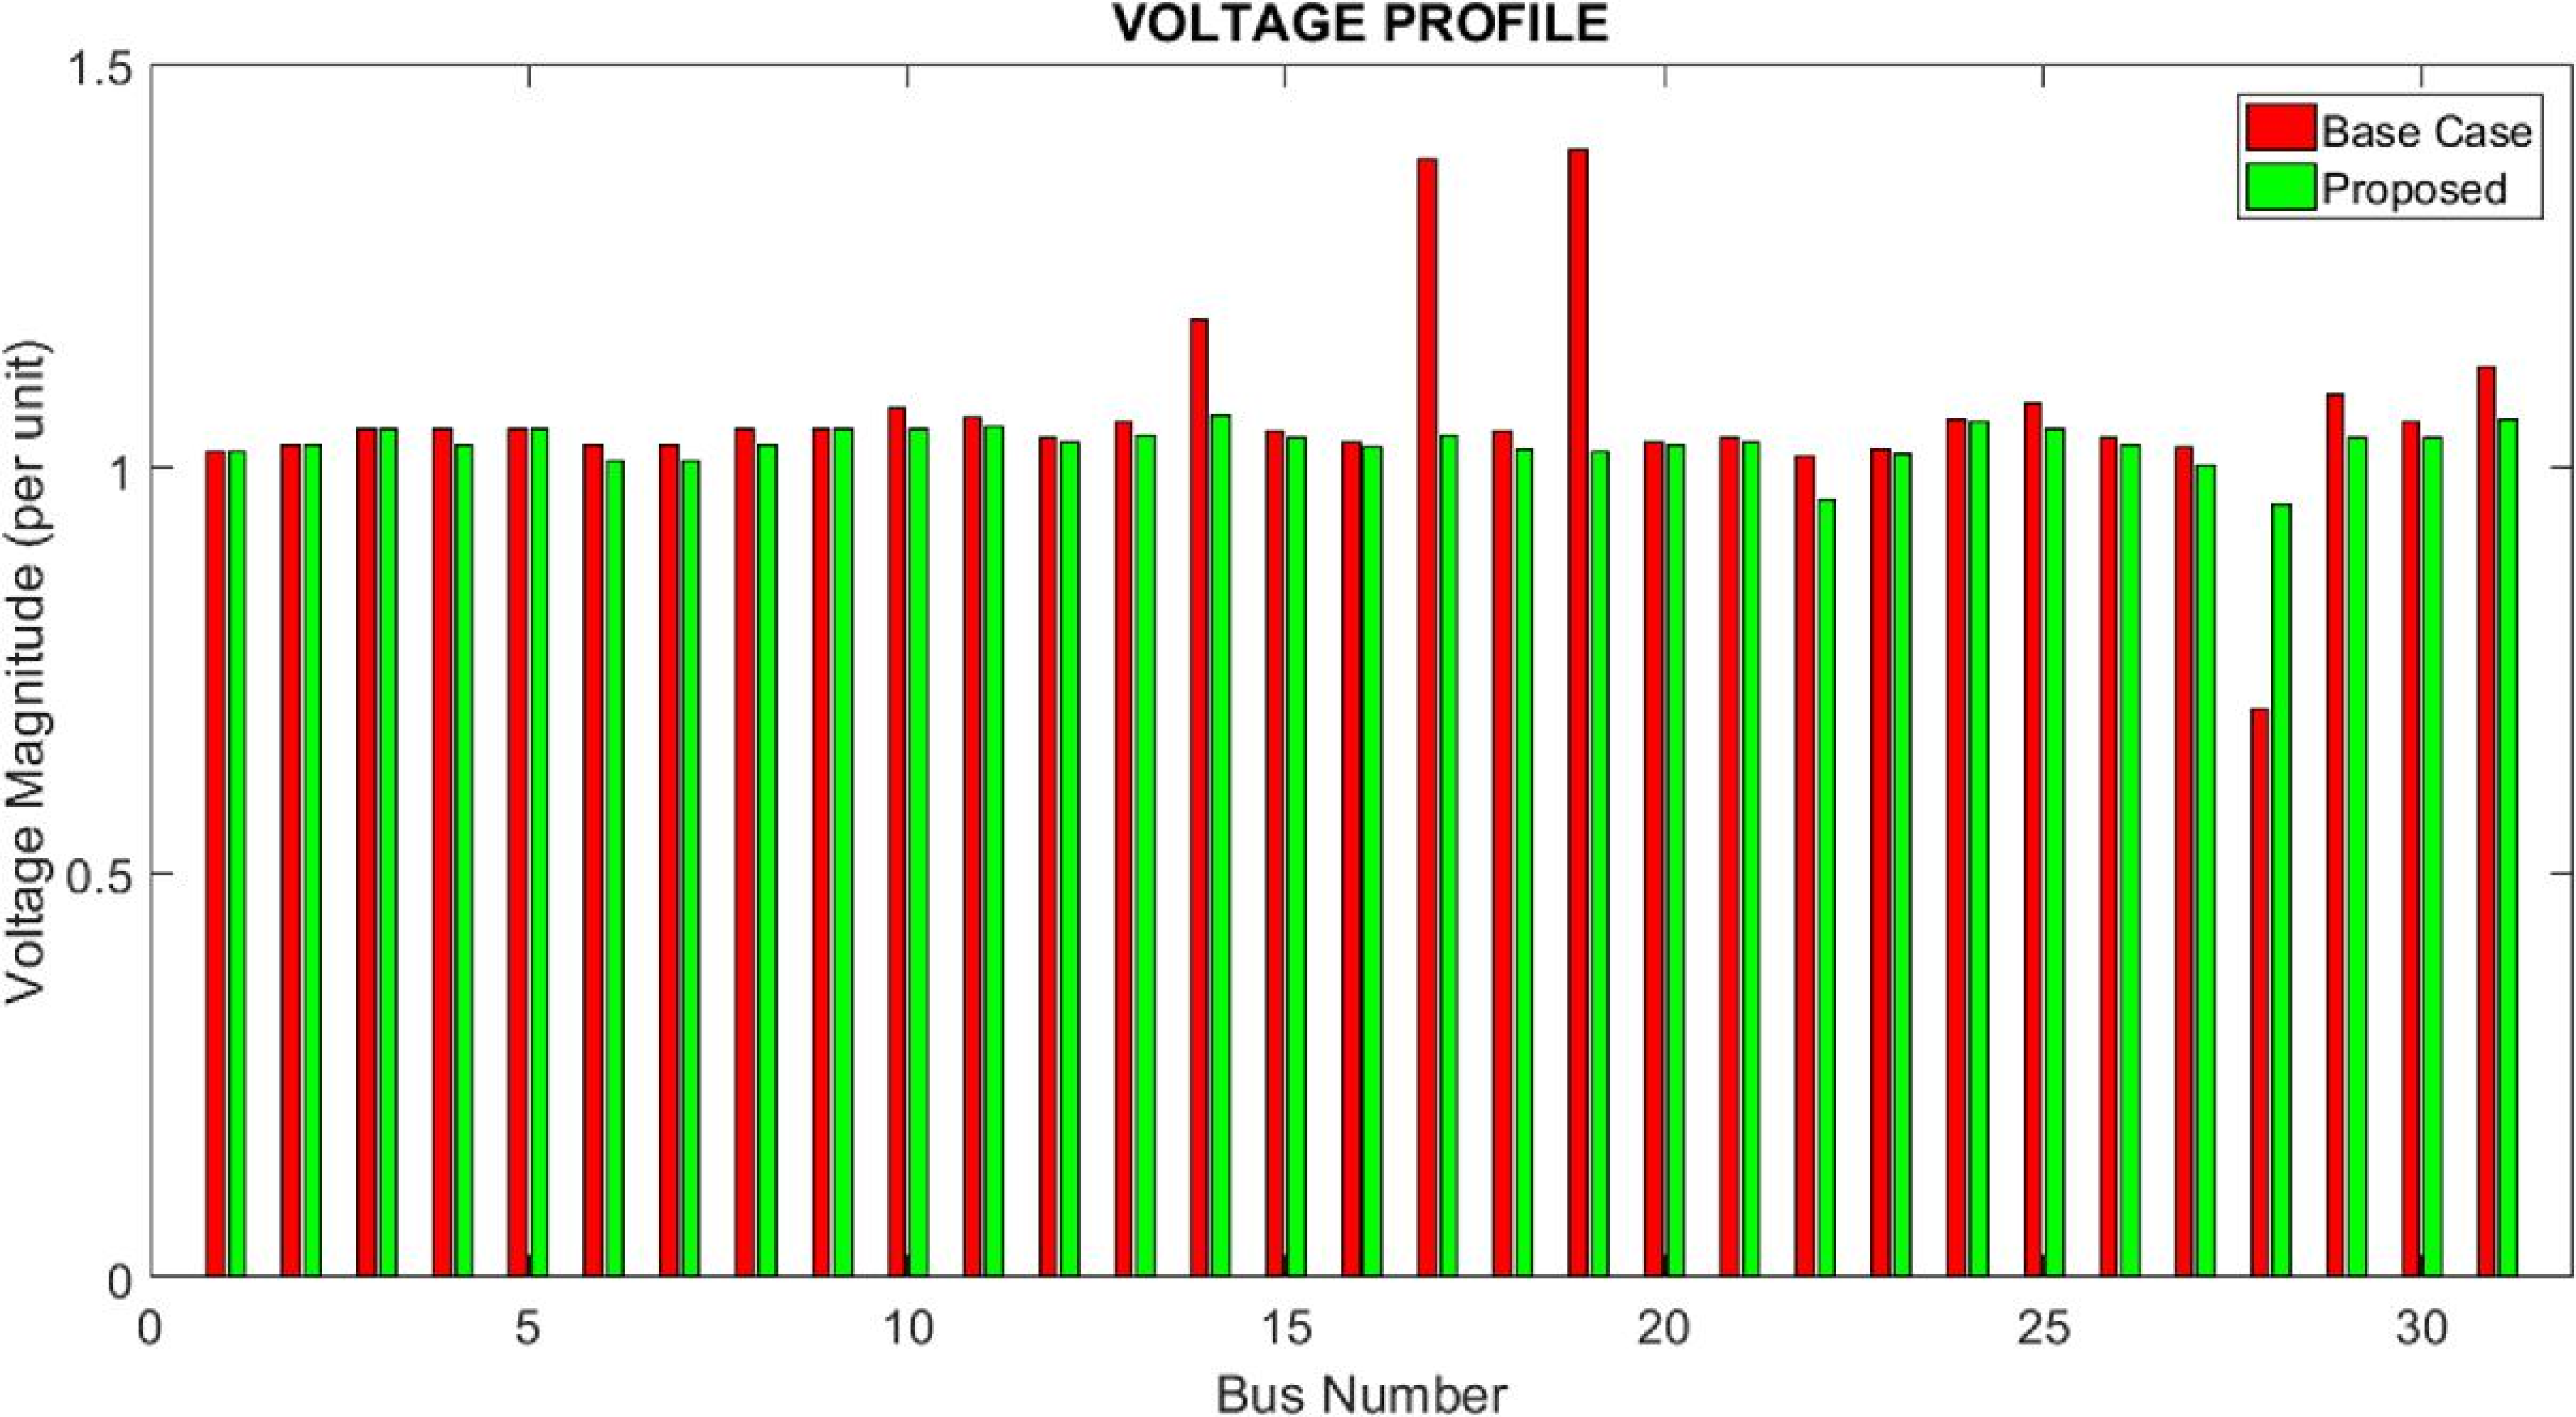 VOLTAGE PROFILE
1.5
1
0.5
0
Voltage Magnitude (per unit)
Base Case
Proposed
0 5 10 15 20 25 30
Bus Number